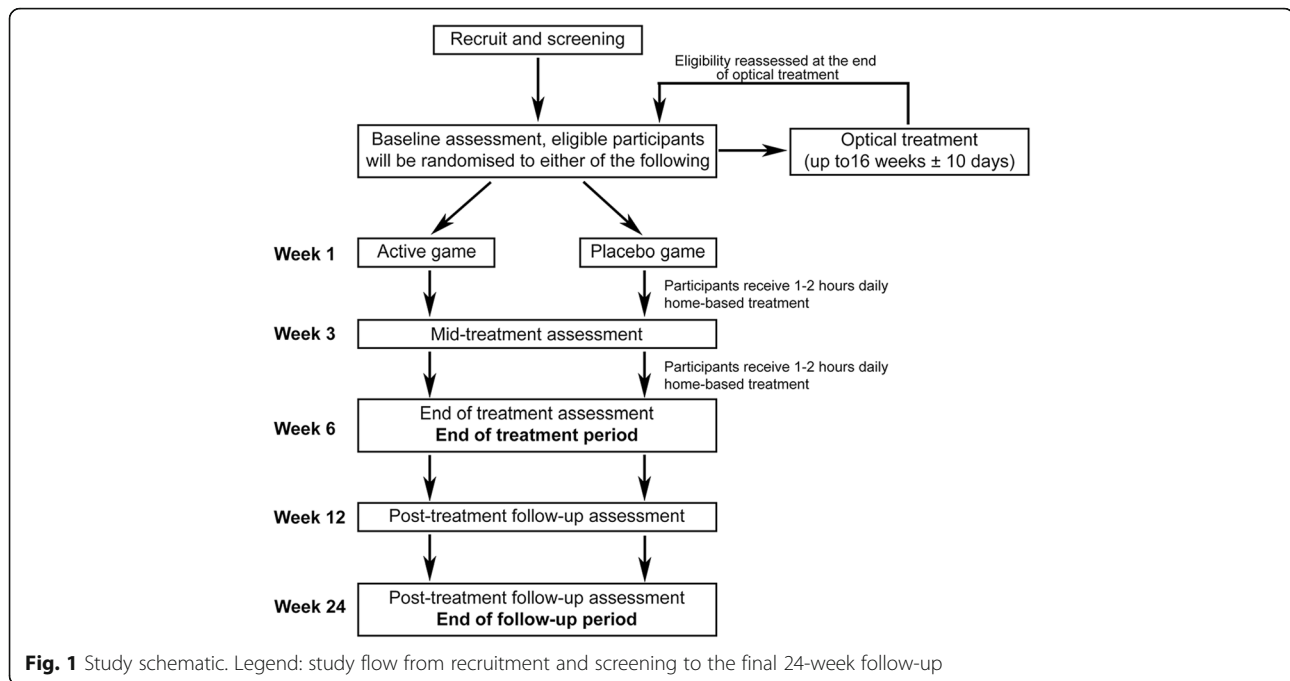 Recruit and screening
Eligibility reassessed at the end
of optical treatment
Baseline assessment, eligible participants
will be randomised to either of the following
Optical treatment
(up to16 weeks ± 10 days)
Week 1
Active game
Placebo game
Participants receive 1-2 hours daily
home-based treatment
Week 3
Mid-treatment assessment
Participants receive 1-2 hours daily
home-based treatment
Week 6
End of treatment assessment
End of treatment period
Week 12
Post-treatment follow-up assessment
Week 24
Post-treatment follow-up assessment
End of follow-up period
Fig. 1 Study schematic. Legend: study flow from recruitment and screening to the final 24-week follow-up